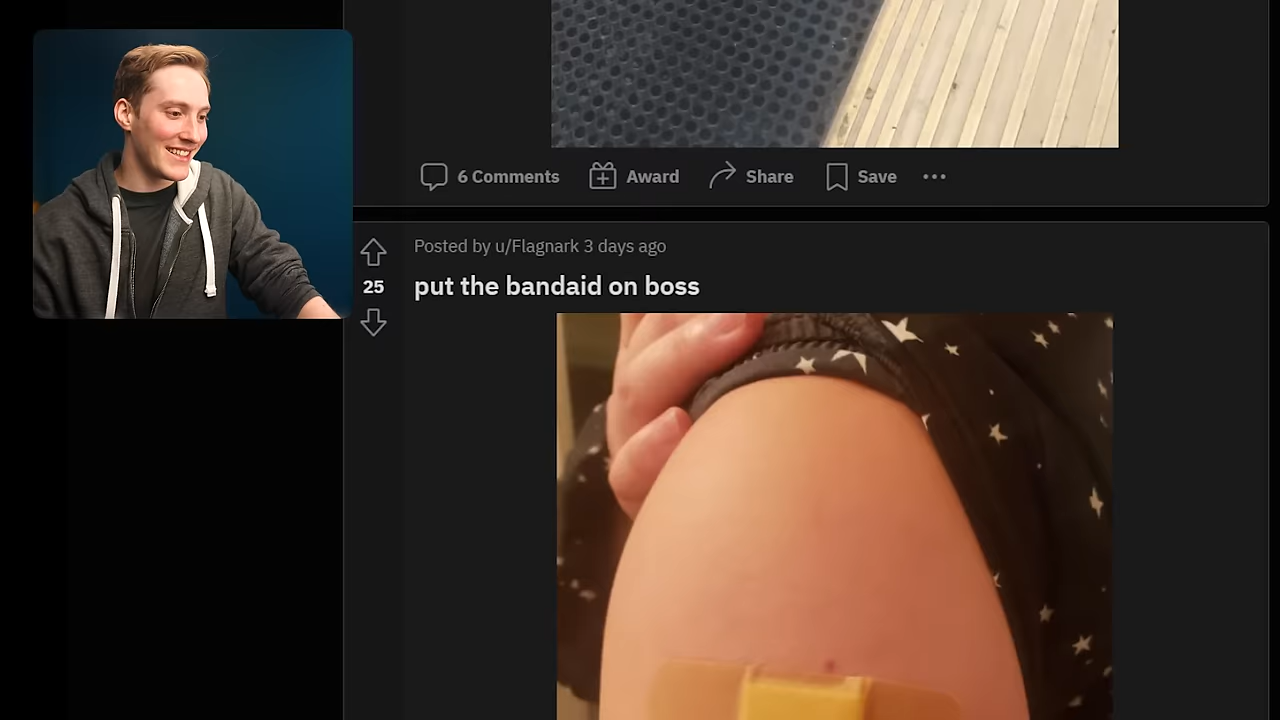 6 Comments Award Share Save
Posted by u/Flagnark 3 days ago
25
put the bandaid on boss